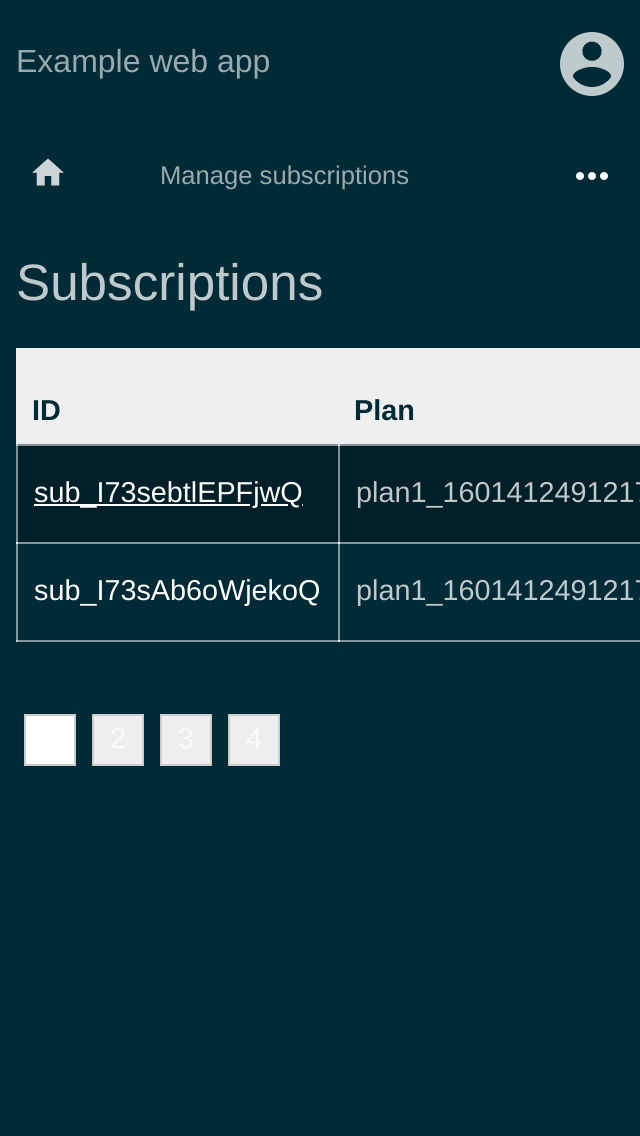 Example web app
Manage subscriptions
Subscriptions
ID Plan
sub_I73sebtlEPFjwQ plan1_1601412491217
sub_I73sAb6oWjekoQ plan1_1601412491217
2 3 4